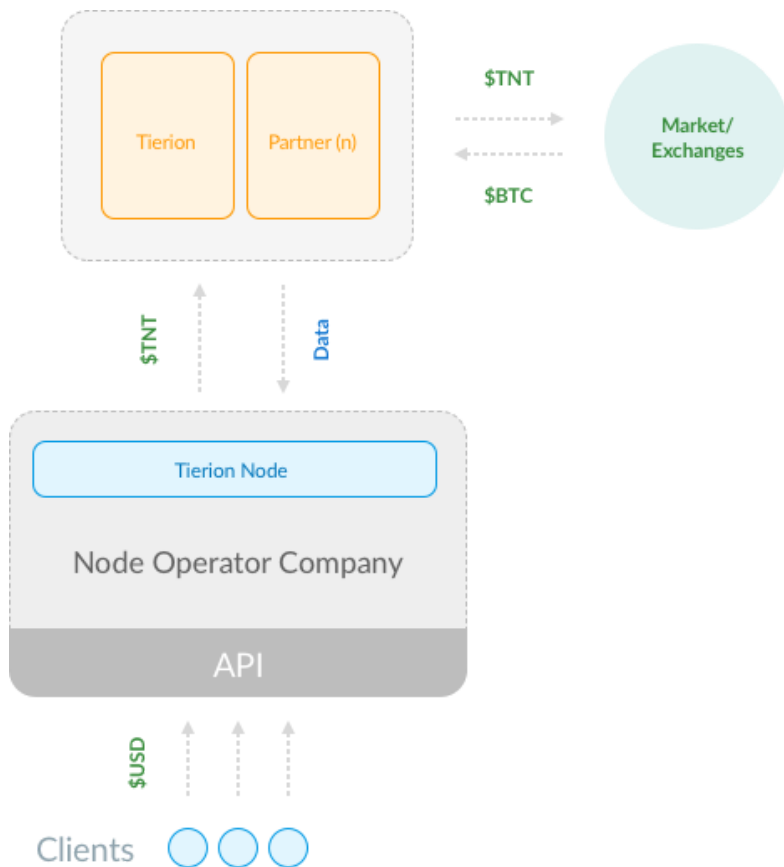 Tierion
Partner (n)
$TNT
Market/
Exchanges
$BTC
$TNT
Data
Tierion Node
Node Operator Company
API
$USD
Clients